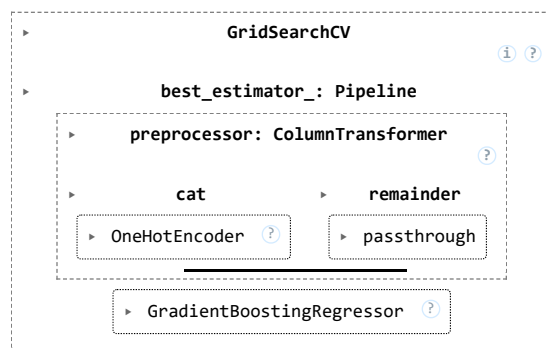 ▸ GridSearchCV
i ?
▸ best_estimator_: Pipeline
▸ preprocessor: ColumnTransformer
?
▸ cat ▸ remainder
▸ OneHotEncoder ? ▸ passthrough
▸ GradientBoostingRegressor ?